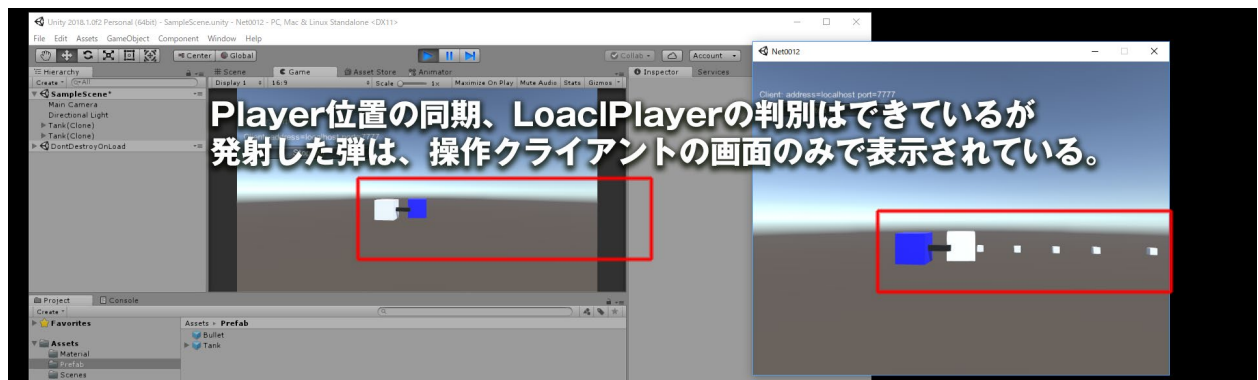 Unity 2018.1.0f2 Personal (64bit) - SampleScene.unity - Net0012 - PC, Mac & Linux Standalone <DX11>
File Edit Assets GameObject Component Window Help
Center Global
Collab Account
Hierarchy
Create All
SampleScene*
Main Camera
Directional Light
Tank(Clone)
Tank(Clone)
DontDestroyOnLoad
Scene Game Asset Store Animator
Display 1 16:9 Scale 1x Maximize On Play Mute Audio Stats Gizmos
Inspector Services
Net0012
Client: address=localhost port=7777
Player位置の同期、LoaclPlayerの判別はできているが
発射した弾は、操作クライアントの画面のみで表示されている。
Project Console
Create
Favorites
Assets
Material
Prefab
Scenes
Assets Prefab
Bullet
Tank